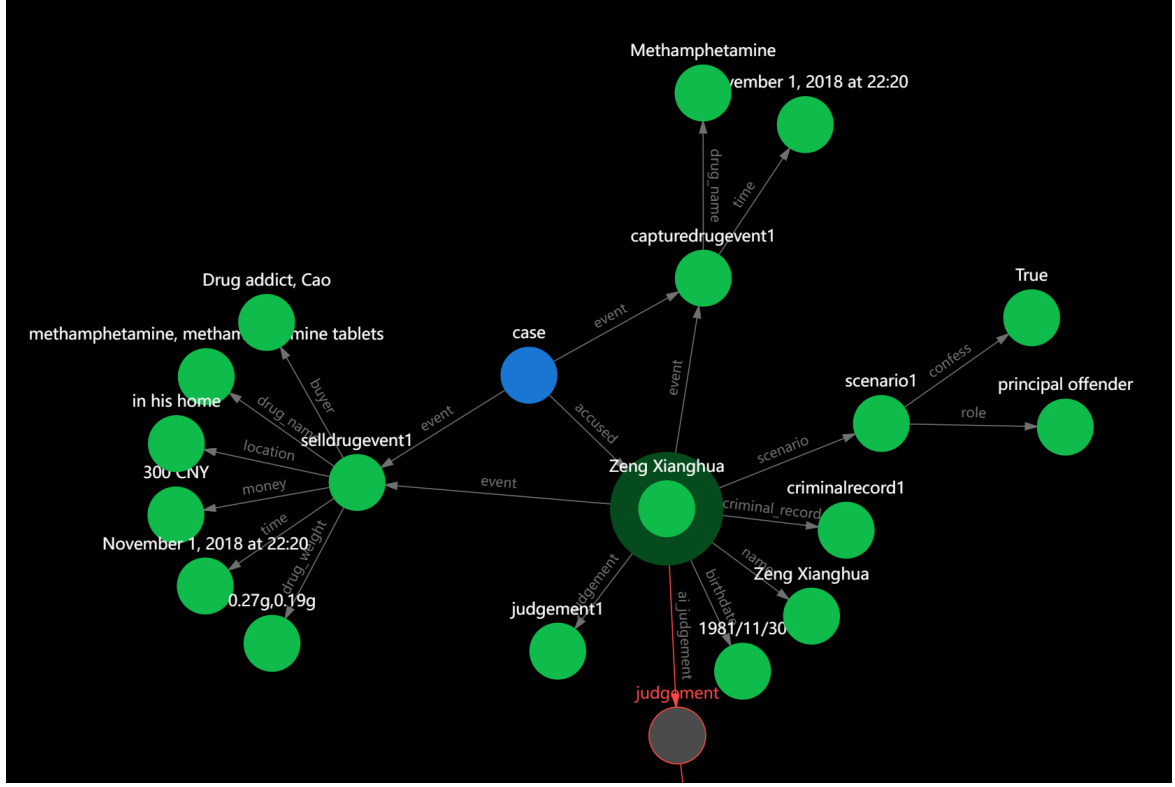 Methamphetamine
vember 1, 2018 at 22:20
drug_name
time
capturedrugevent1
Drug addict, Cao
True
event
case
methamphetamine, metham mine tablets
confess
event
scenario1
principal offender
buyer
in his home
drug_name
accused
role
event
selldrugevent1
location
scenario
Zeng Xianghua
300 CNY
money
event
criminalrecord1
criminal_record
time
November 1, 2018 at 22:20
drug_weight
name
Zeng Xianghua
0.27g,0.19g
judgement
birthdate
ai_judgement
judgement1
1981/11/30
judgement